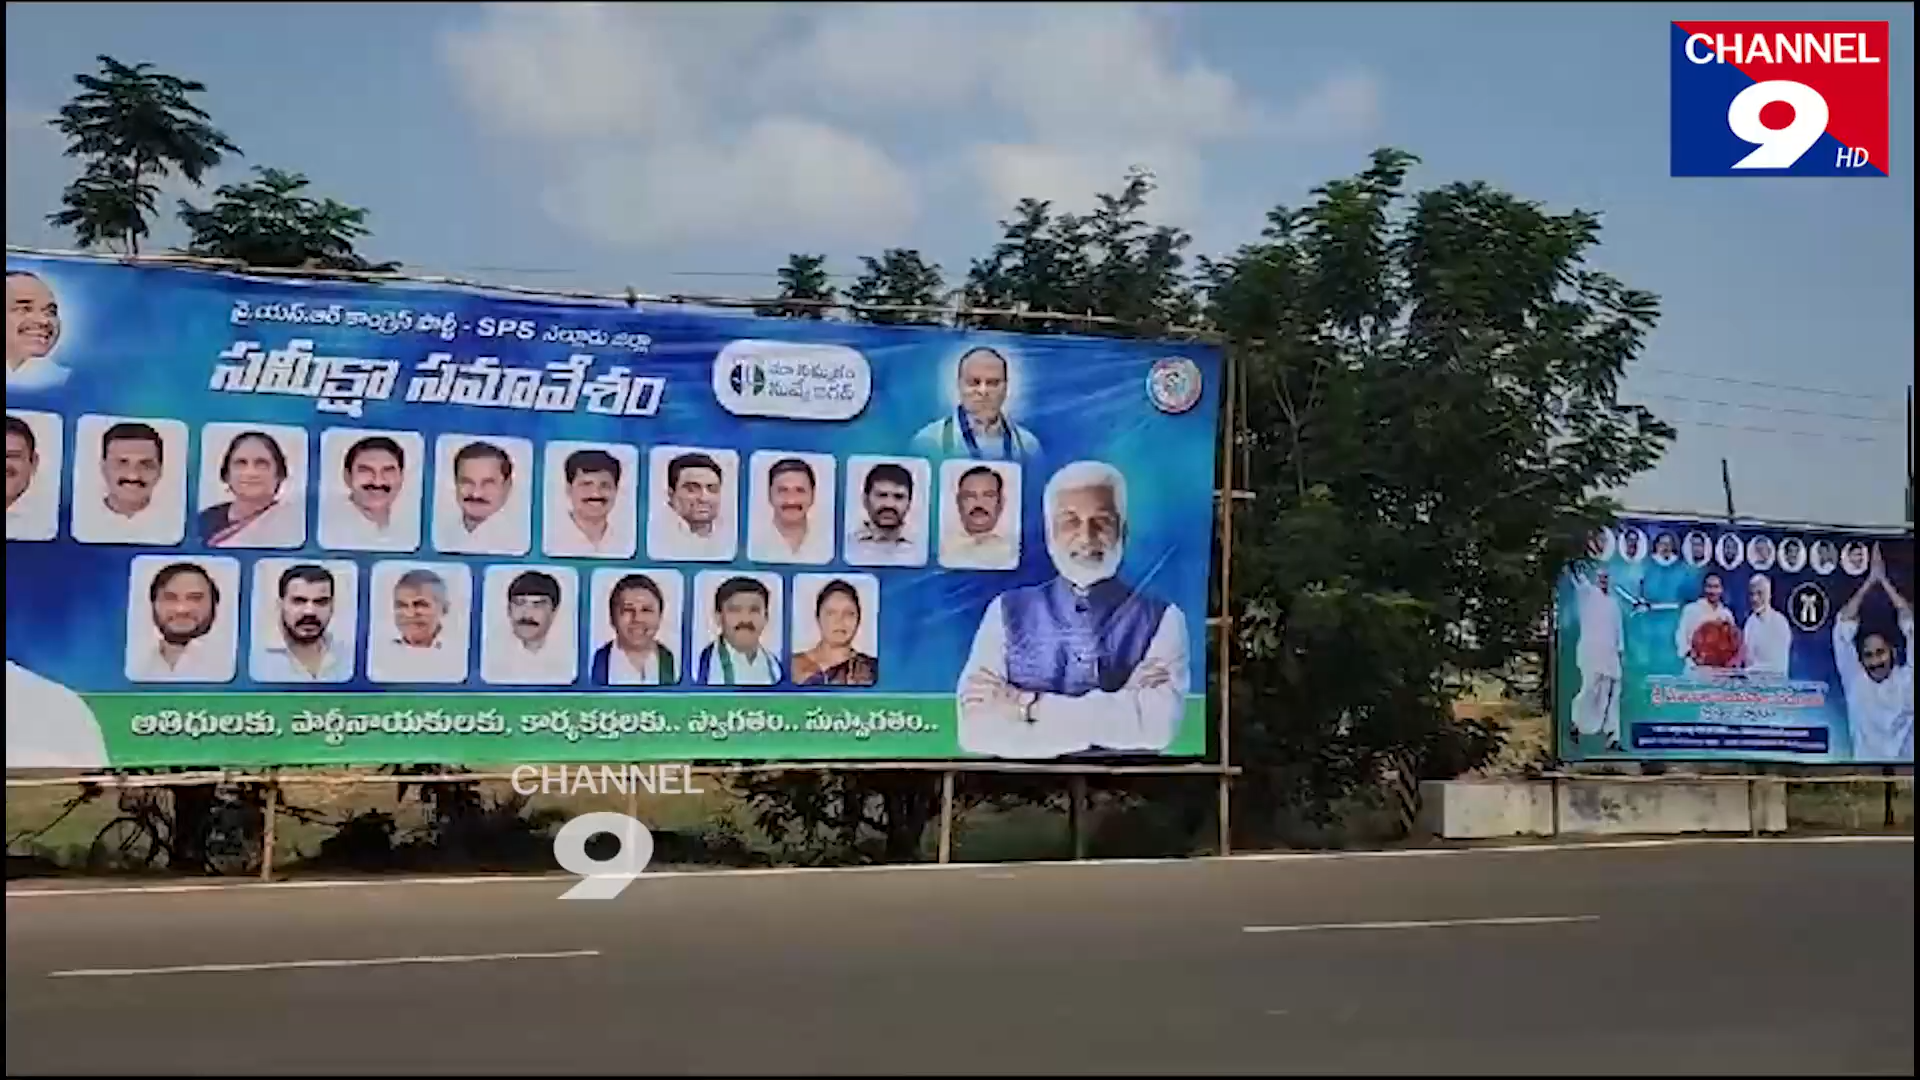 CHANNEL
9
HD
వై.యస్.ఆర్ కాంగ్రెస్ పార్టీ - SPS నెల్లూరు జిల్లా
సమీక్షా సమావేశం
మా నమ్మకం
నువ్వే జగన్
అతిథులకు, పార్టీనాయకులకు, కార్యకర్తలకు.. స్వాగతం.. సుస్వాగతం..
CHANNEL
9